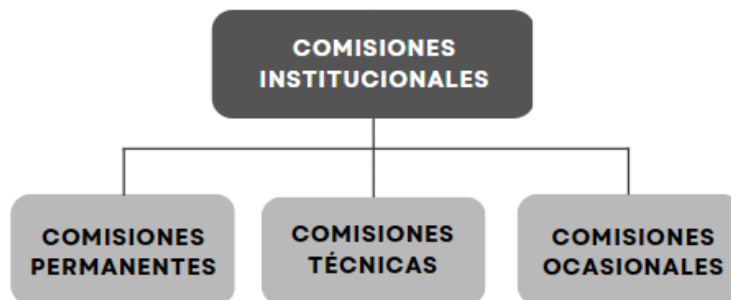 COMISIONES
INSTITUCIONALES
COMISIONES
PERMANENTES
COMISIONES
TÉCNICAS
COMISIONES
OCASIONALES